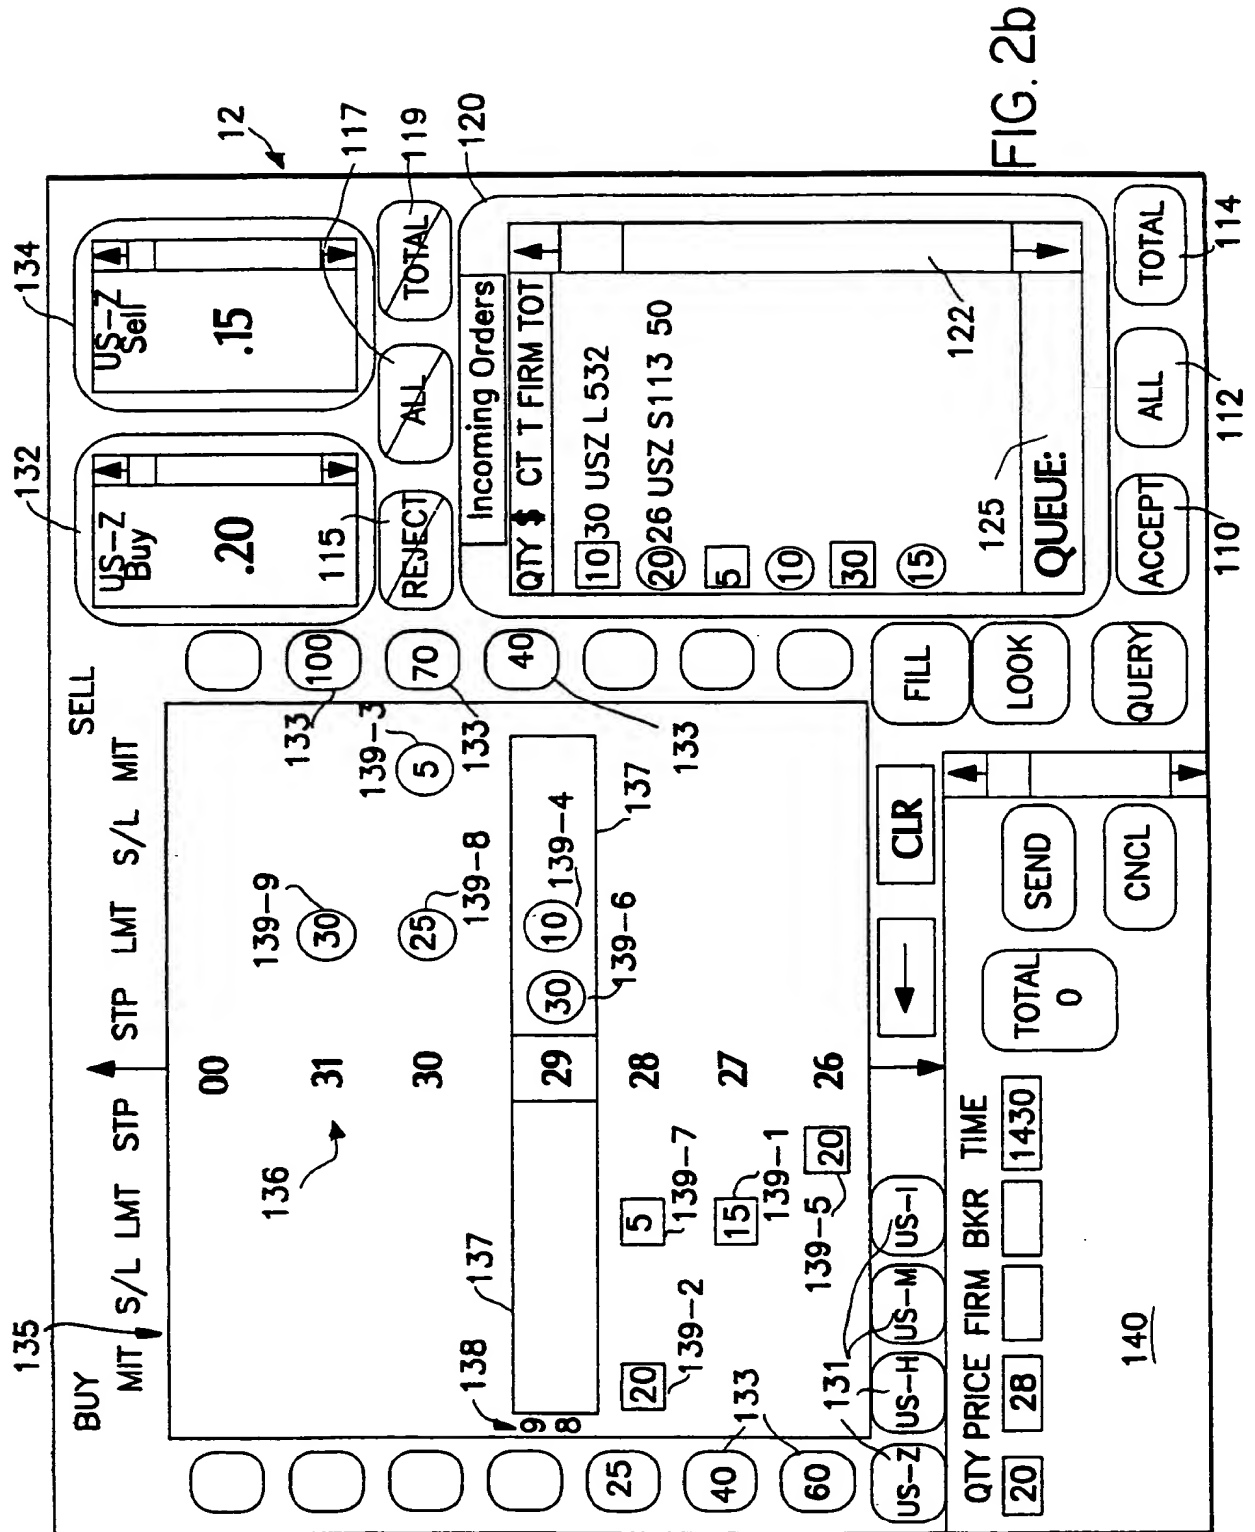 135
BUY
SELL
MIT S/L LMT STP STP LMT S/L MIT
132
134
12
US-Z
Buy
.20
US-Z
Sell
.15
00
31
30
29
28
27
26
136
137
138
9
8
139-9
30
139-3
5
25
139-8
30
10
139-4
139-6
137
20
139-2
5
139-7
15
139-1
20
139-5
100
133
70
133
40
133
25
40
60
133
115
REJECT
ALL
TOTAL
117
119
120
Incoming Orders
QTY $ CT T FIRM TOT
10 30 USZ L 532
20 26 USZ S113 50
5
10
30
15
122
125
QUEUE:
US-Z
US-H
US-M
US-I
131
CLR
FILL
LOOK
QUERY
ACCEPT
ALL
TOTAL
110
112
114
QTY PRICE FIRM BKR TIME
20
28
1430
TOTAL
0
SEND
CNCL
140
FIG. 2b